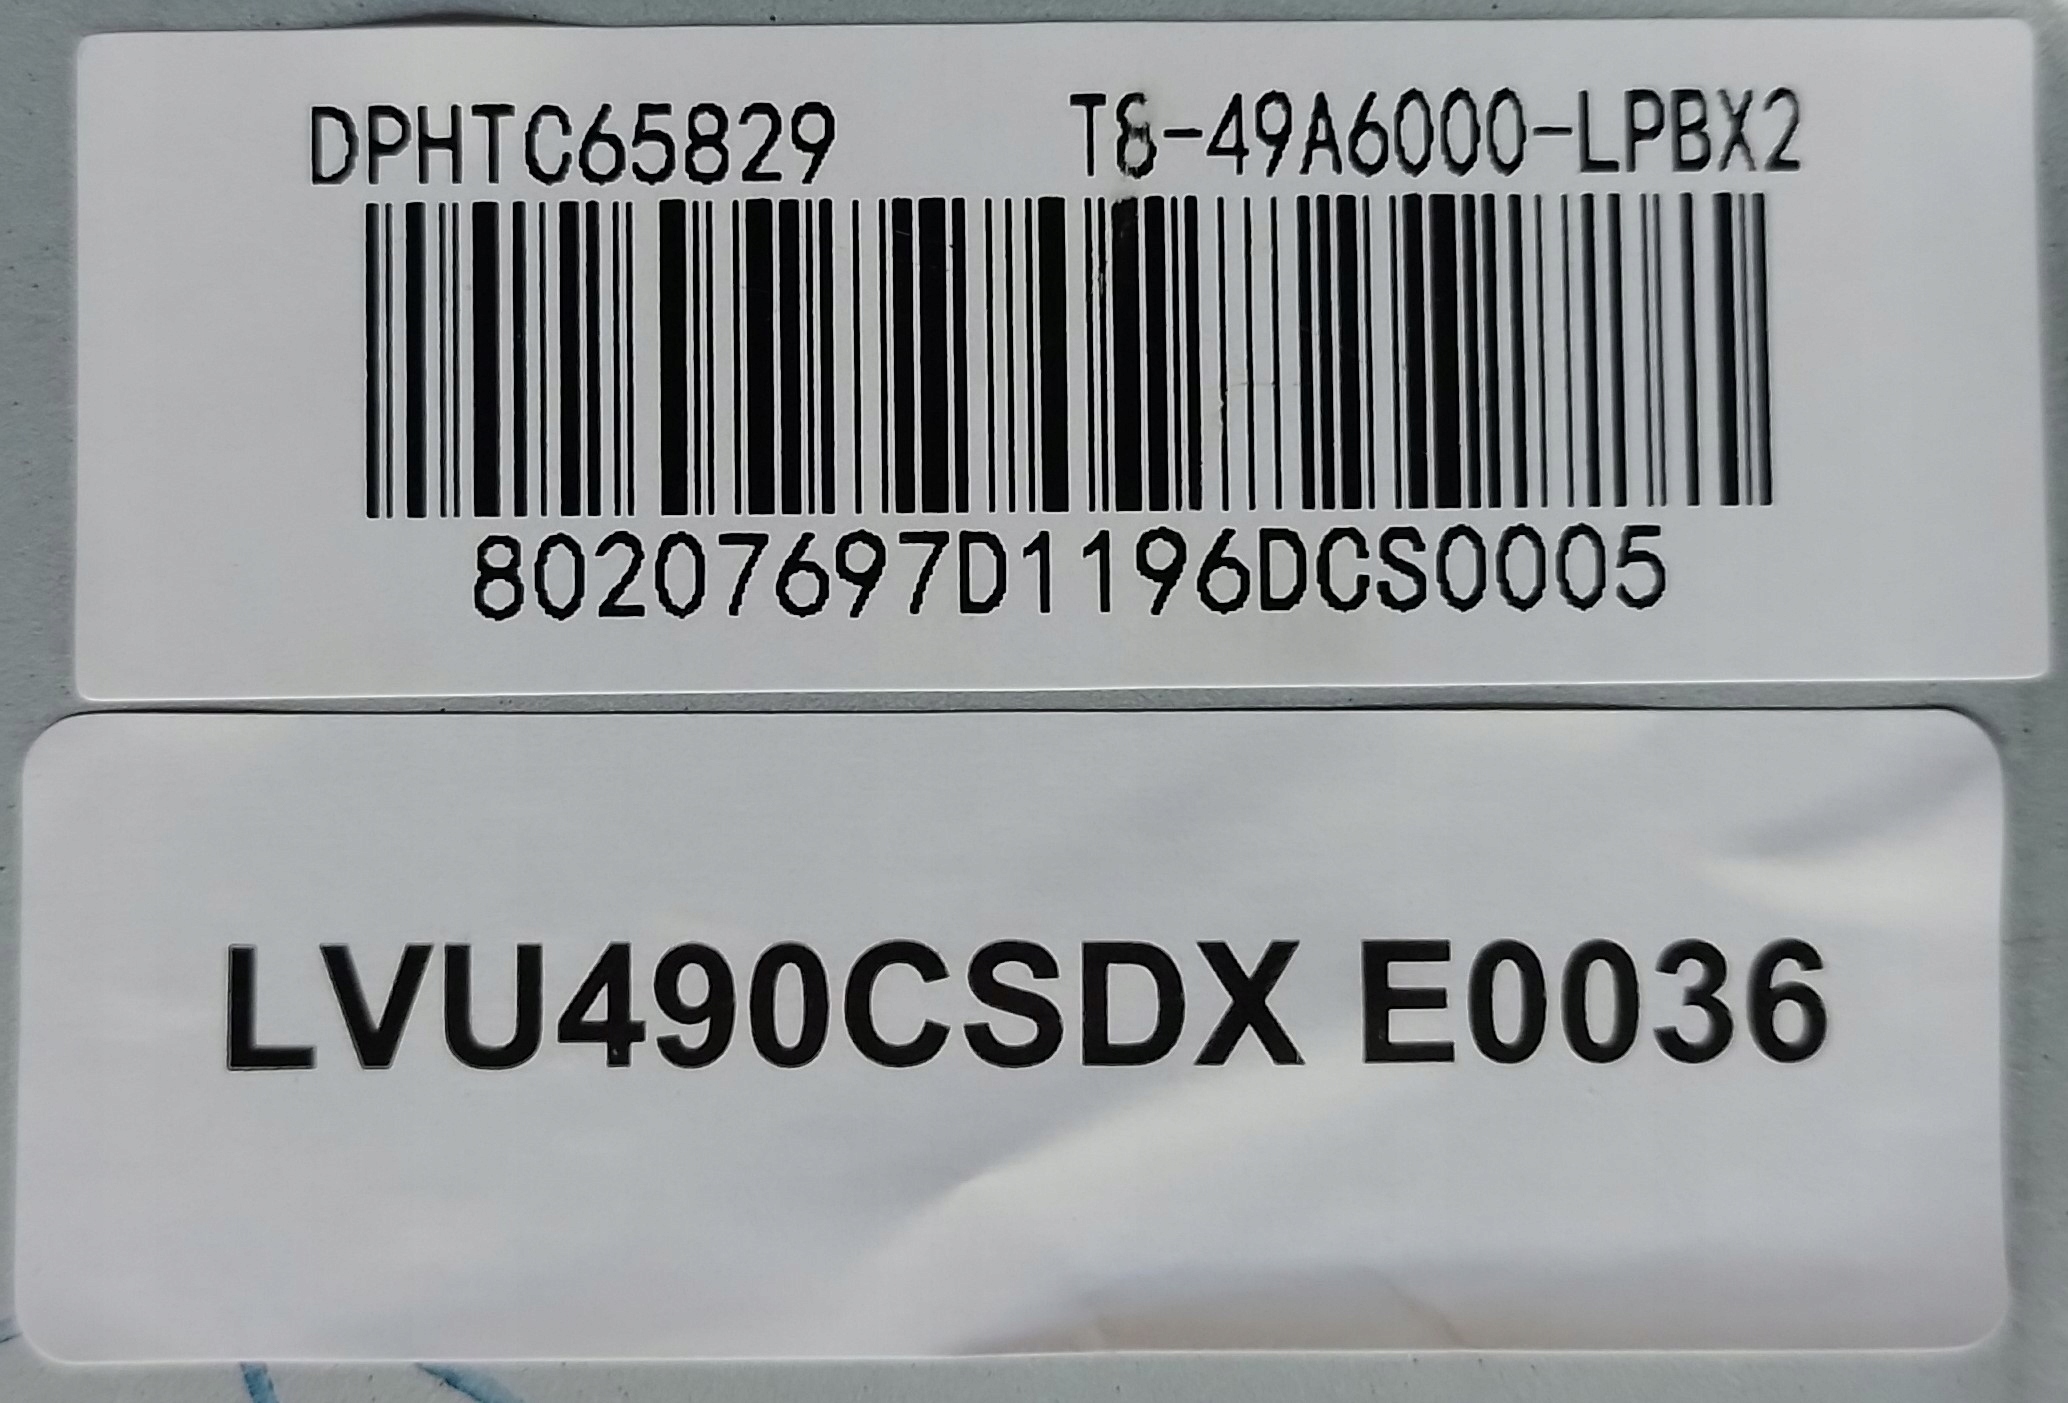 DPHTC65829 T8-49A6000-LPBX2
80207697D1196DCS0005
LVU490CSDX E0036